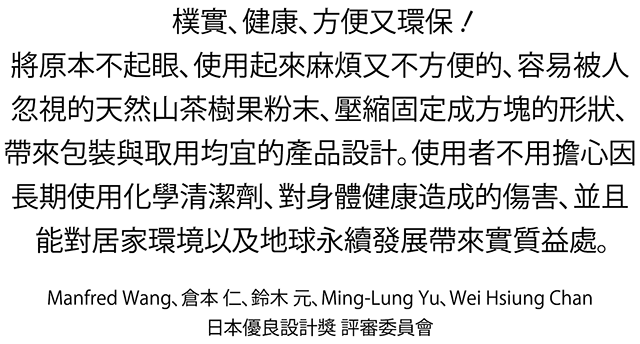 樸實、健康、方便又環保！
將原本不起眼、使用起來麻煩又不方便的、容易被人
忽視的天然山茶樹果粉末、壓縮固定成方塊的形狀、
帶來包裝與取用均宜的產品設計。使用者不用擔心因
長期使用化學清潔劑、對身體健康造成的傷害、並且
能對居家環境以及地球永續發展帶來實質益處。
Manfred Wang、倉本 仁、鈴木 元、Ming-Lung Yu、Wei Hsiung Chan
日本優良設計獎 評審委員會